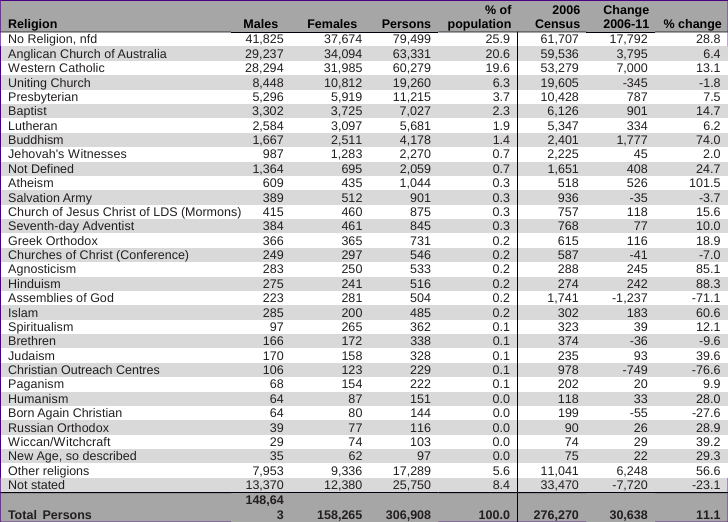 Religion Males Females Persons % of population 2006 Census Change 2006-11 % change
No Religion, nfd 41,825 37,674 79,499 25.9 61,707 17,792 28.8
Anglican Church of Australia 29,237 34,094 63,331 20.6 59,536 3,795 6.4
Western Catholic 28,294 31,985 60,279 19.6 53,279 7,000 13.1
Uniting Church 8,448 10,812 19,260 6.3 19,605 -345 -1.8
Presbyterian 5,296 5,919 11,215 3.7 10,428 787 7.5
Baptist 3,302 3,725 7,027 2.3 6,126 901 14.7
Lutheran 2,584 3,097 5,681 1.9 5,347 334 6.2
Buddhism 1,667 2,511 4,178 1.4 2,401 1,777 74.0
Jehovah's Witnesses 987 1,283 2,270 0.7 2,225 45 2.0
Not Defined 1,364 695 2,059 0.7 1,651 408 24.7
Atheism 609 435 1,044 0.3 518 526 101.5
Salvation Army 389 512 901 0.3 936 -35 -3.7
Church of Jesus Christ of LDS (Mormons) 415 460 875 0.3 757 118 15.6
Seventh-day Adventist 384 461 845 0.3 768 77 10.0
Greek Orthodox 366 365 731 0.2 615 116 18.9
Churches of Christ (Conference) 249 297 546 0.2 587 -41 -7.0
Agnosticism 283 250 533 0.2 288 245 85.1
Hinduism 275 241 516 0.2 274 242 88.3
Assemblies of God 223 281 504 0.2 1,741 -1,237 -71.1
Islam 285 200 485 0.2 302 183 60.6
Spiritualism 97 265 362 0.1 323 39 12.1
Brethren 166 172 338 0.1 374 -36 -9.6
Judaism 170 158 328 0.1 235 93 39.6
Christian Outreach Centres 106 123 229 0.1 978 -749 -76.6
Paganism 68 154 222 0.1 202 20 9.9
Humanism 64 87 151 0.0 118 33 28.0
Born Again Christian 64 80 144 0.0 199 -55 -27.6
Russian Orthodox 39 77 116 0.0 90 26 28.9
Wiccan/Witchcraft 29 74 103 0.0 74 29 39.2
New Age, so described 35 62 97 0.0 75 22 29.3
Other religions 7,953 9,336 17,289 5.6 11,041 6,248 56.6
Not stated 13,370 12,380 25,750 8.4 33,470 -7,720 -23.1
148,64
Total Persons 3 158,265 306,908 100.0 276,270 30,638 11.1